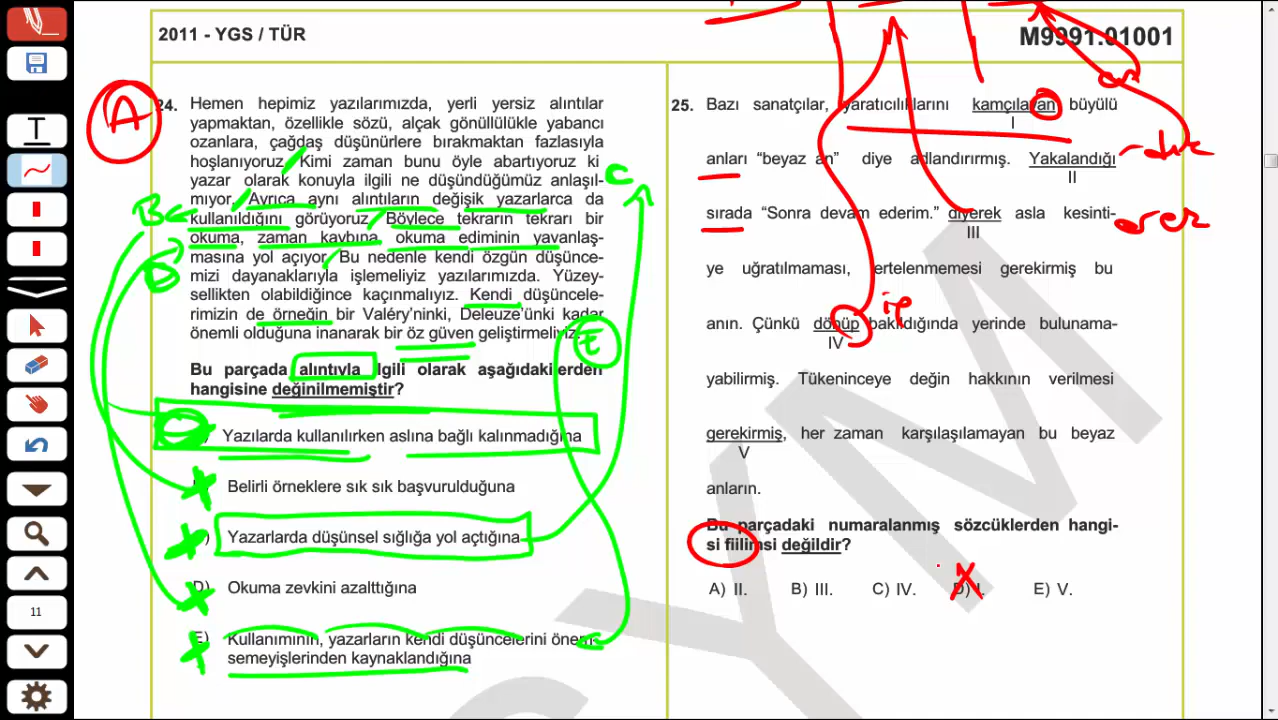 2011 - YGS / TÜR
M9991.01001
A
24. Hemen hepimiz yazılarımızda, yerli yersiz alıntılar
yapmaktan, özellikle sözü, alçak gönüllülükle yabancı
ozanlara, çağdaş düşünürlere bırakmaktan fazlasıyla
hoşlanıyoruz. Kimi zaman bunu öyle abartıyoruz ki
yazar olarak konuyla ilgili ne düşündüğümüz anlaşıl-
mıyor. Ayrıca aynı alıntıların değişik yazarlarca da
kullanıldığını görüyoruz. Böylece tekrarın tekrarı bir
okuma, zaman kaybına, okuma ediminin yavanlaş-
masına yol açıyor. Bu nedenle kendi özgün düşünce-
mizi dayanaklarıyla işlemeliyiz yazılarımızda. Yüzey-
sellikten olabildiğince kaçınmalıyız. Kendi düşüncele-
rimizin de örneğin bir Valéry'ninki, Deleuze'ünki kadar
önemli olduğuna inanarak bir öz güven geliştirmeliyiz.
B
C
D
E
Bu parçada alıntıyla ilgili olarak aşağıdakilerden
hangisine değinilmemiştir?
Yazılarda kullanılırken aslına bağlı kalınmadığına
Belirli örneklere sık sık başvurulduğuna
Yazarlarda düşünsel sığlığa yol açtığına
D) Okuma zevkini azalttığına
E) Kullanımının, yazarların kendi düşüncelerini önem-
semeyişlerinden kaynaklandığına
25. Bazı sanatçılar, yaratıcılıklarını kamçılayan büyülü
I
anları “beyaz an” diye adlandırırmış. Yakalandığı
II
sırada “Sonra devam ederim.” diyerek asla kesinti-
III
ye uğratılmaması, ertelenmemesi gerekirmiş bu
anın. Çünkü dönüp bakıldığında yerinde bulunama-
IV
yabilirmiş. Tükeninceye değin hakkının verilmesi
gerekirmiş, her zaman karşılaşılamayan bu beyaz
V
anların.
an
-dık
erek
ip
Bu parçadaki numaralanmış sözcüklerden hangi-
si fiilimsi değildir?
A) II. B) III. C) IV. D) I. E) V.
11
T